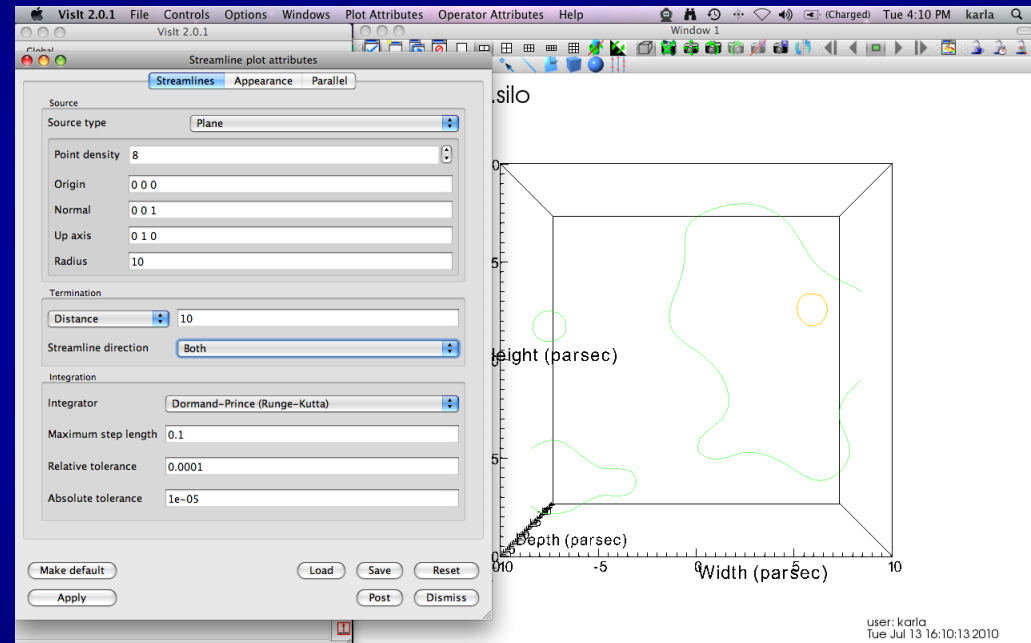 VisIt 2.0.1 File Controls Options Windows Plot Attributes Operator Attributes Help (Charged) Tue 4:10 PM karla
VisIt 2.0.1
Window 1
Global
Streamline plot attributes
Streamlines Appearance Parallel
Source
Source type Plane
Point density 8
Origin 0 0 0
Normal 0 0 1
Up axis 0 1 0
Radius 10
Termination
Distance 10
Streamline direction Both
Integration
Integrator Dormand-Prince (Runge-Kutta)
Maximum step length 0.1
Relative tolerance 0.0001
Absolute tolerance 1e-05
Make default Load Save Reset
Apply Post Dismiss
.silo
0
5
Height (parsec)
5
Depth (parsec)
-5 0 5 10
Width (parsec)
user: karla
Tue Jul 13 16:10:13 2010